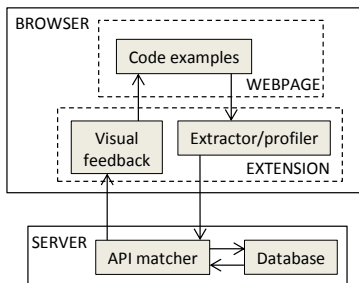 BROWSER
Code examples
WEBPAGE
Visual
feedback
Extractor/profiler
EXTENSION
SERVER
API matcher
Database